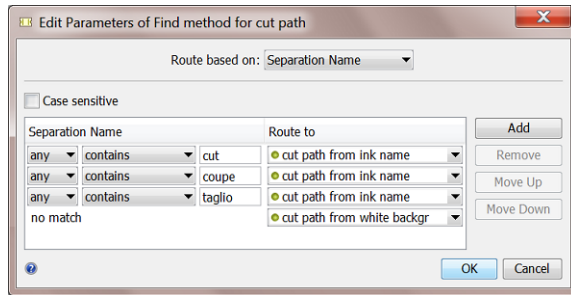 Edit Parameters of Find method for cut path
Route based on: Separation Name
Case sensitive
Separation Name Route to
any contains cut cut path from ink name
any contains coupe cut path from ink name
any contains taglio cut path from ink name
no match cut path from white backgr
Add
Remove
Move Up
Move Down
OK Cancel